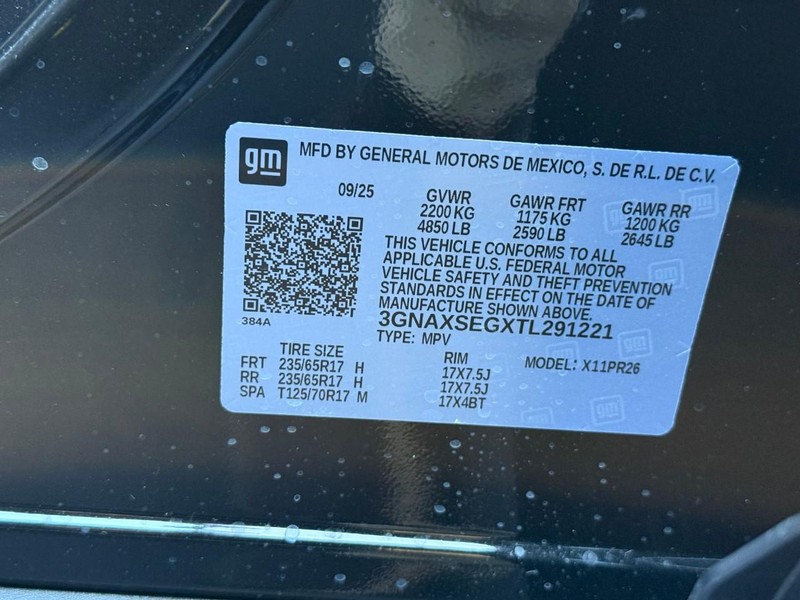 gm MFD BY GENERAL MOTORS DE MEXICO, S. DE R.L. DE C.V.
09/25 GVWR GAWR FRT GAWR RR
2200 KG 1175 KG 1200 KG
4850 LB 2590 LB 2645 LB
THIS VEHICLE CONFORMS TO ALL
APPLICABLE U.S. FEDERAL MOTOR
VEHICLE SAFETY AND THEFT PREVENTION
STANDARDS IN EFFECT ON THE DATE OF
MANUFACTURE SHOWN ABOVE.
384A
3GNAXSEGXTL291221
TYPE: MPV
TIRE SIZE RIM MODEL: X11PR26
FRT 235/65R17 H 17X7.5J
RR 235/65R17 H 17X7.5J
SPA T125/70R17 M 17X4BT